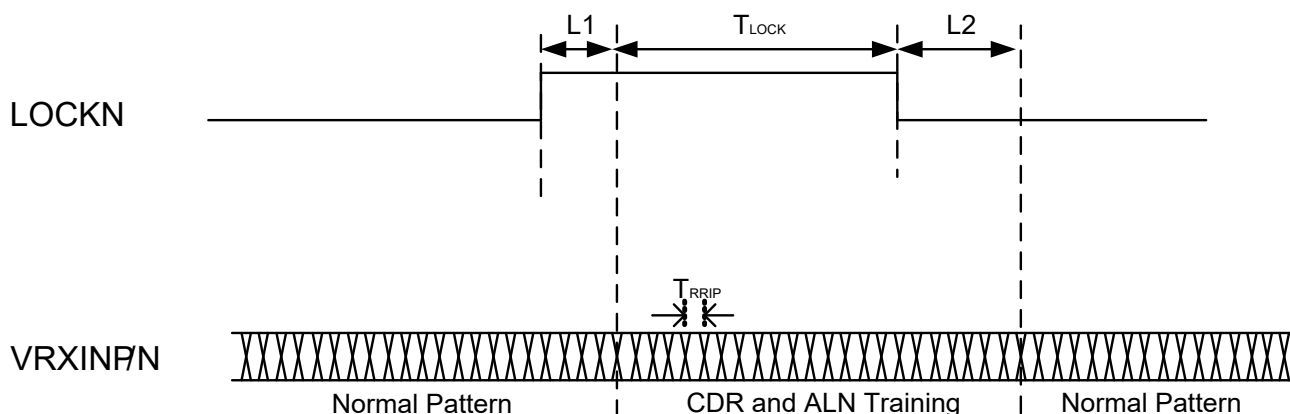 L1 TLOCK L2
LOCKN
TRRIP
VRXINP/N
Normal Pattern CDR and ALN Training Normal Pattern